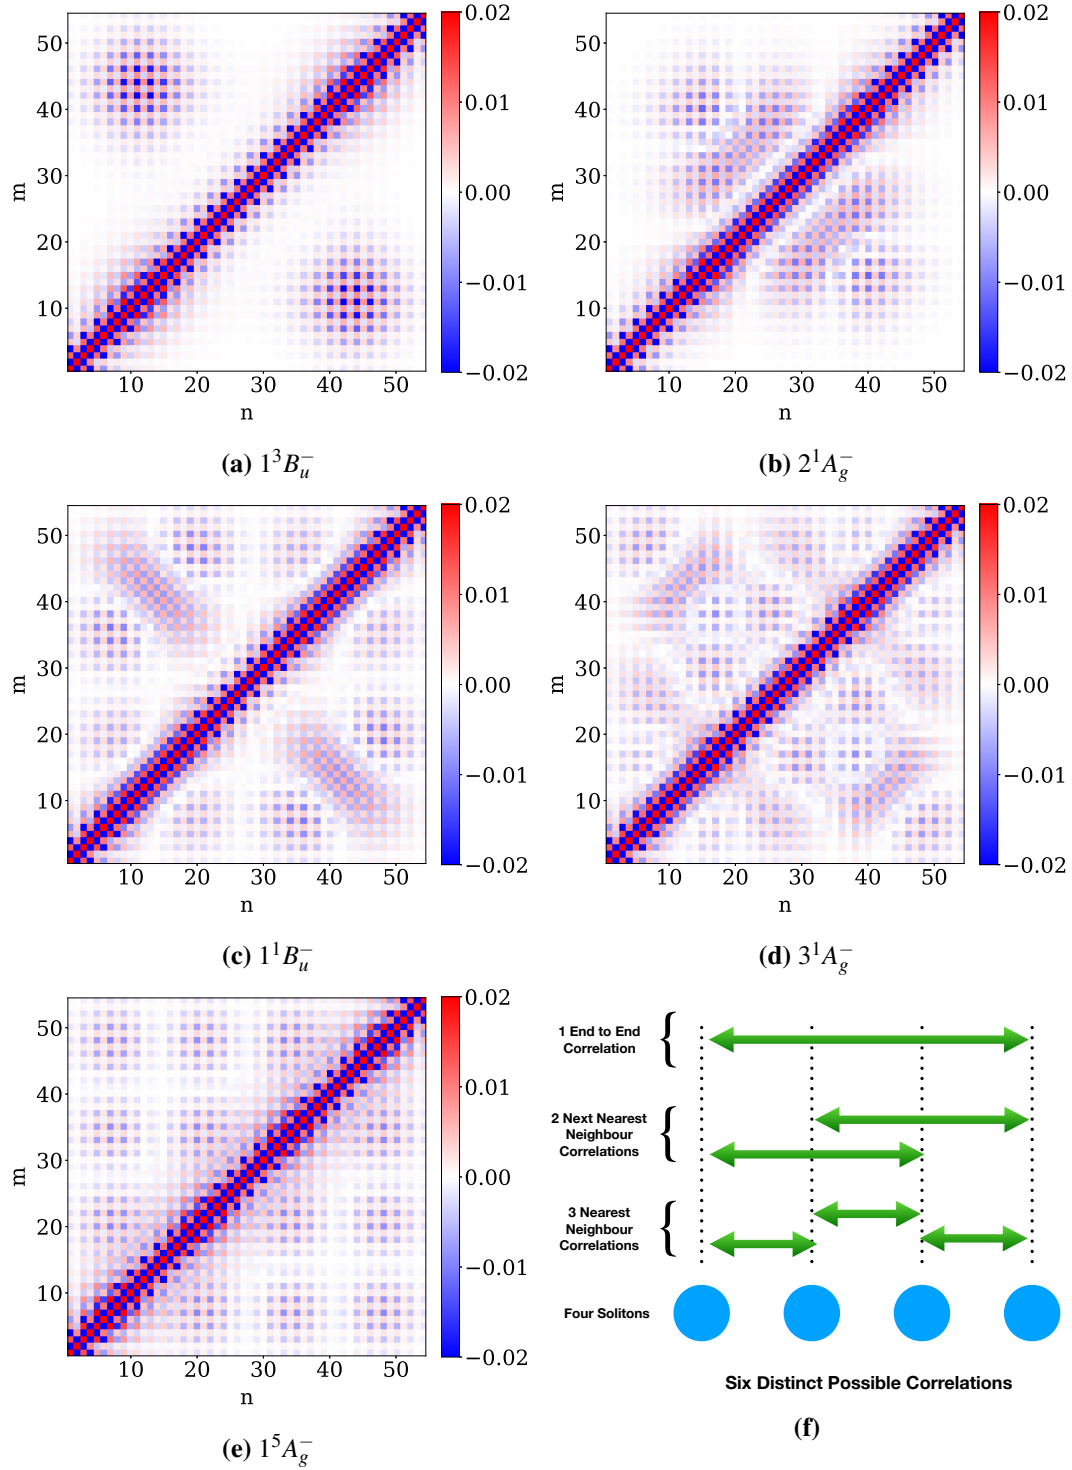 50
40
30
20
10
m
10 20 30 40 50
n
0.02
0.01
0.00
−0.01
−0.02
(a) 1³B_u⁻
50
40
30
20
10
m
10 20 30 40 50
n
0.02
0.01
0.00
−0.01
−0.02
(b) 2¹A_g⁻
50
40
30
20
10
m
10 20 30 40 50
n
0.02
0.01
0.00
−0.01
−0.02
(c) 1¹B_u⁻
50
40
30
20
10
m
10 20 30 40 50
n
0.02
0.01
0.00
−0.01
−0.02
(d) 3¹A_g⁻
50
40
30
20
10
m
10 20 30 40 50
n
0.02
0.01
0.00
−0.01
−0.02
(e) 1⁵A_g⁻
1 End to End
Correlation
2 Next Nearest
Neighbour
Correlations
3 Nearest
Neighbour
Correlations
Four Solitons
Six Distinct Possible Correlations
(f)